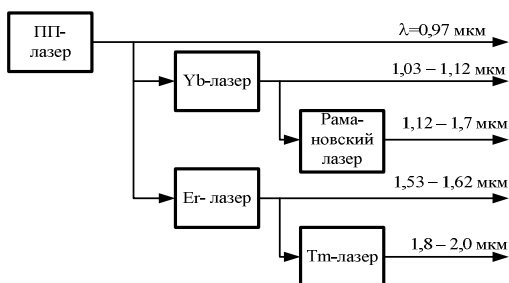 ПП-
лазер
λ=0,97 мкм
Yb-лазер
1,03 – 1,12 мкм
Рама-
новский
лазер
1,12 – 1,7 мкм
Er- лазер
1,53 – 1,62 мкм
Tm-лазер
1,8 – 2,0 мкм